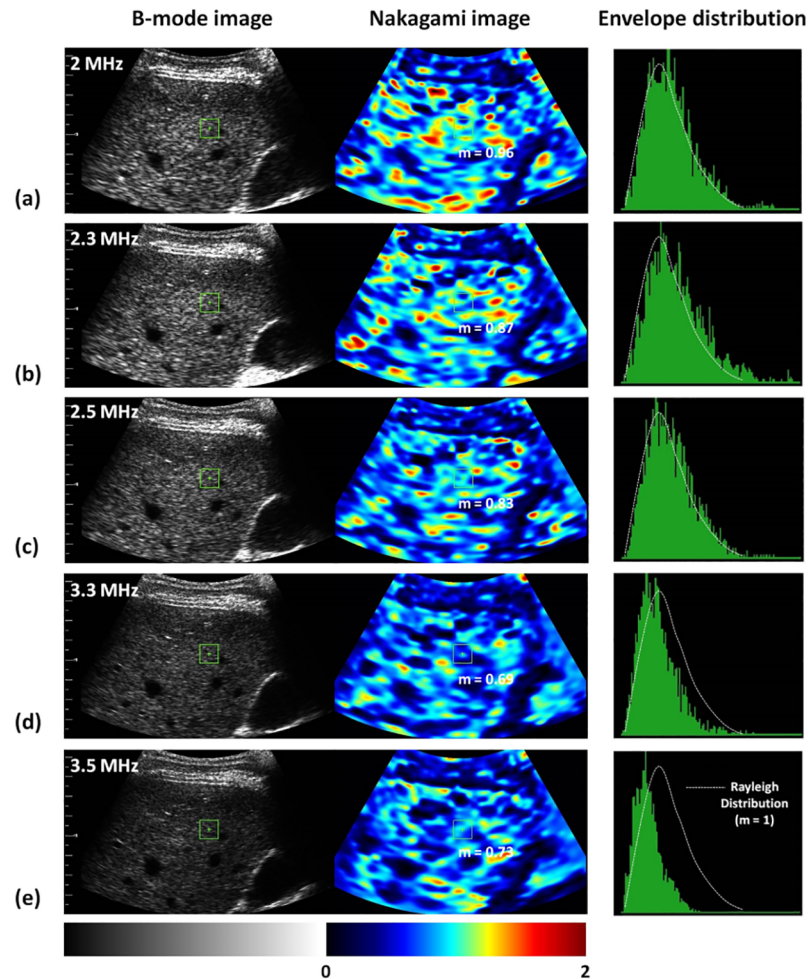 B-mode image Nakagami image Envelope distribution
2 MHz
m = 0.96
(a)
2.3 MHz
m = 0.87
(b)
2.5 MHz
m = 0.83
(c)
3.3 MHz
m = 0.69
(d)
3.5 MHz
Rayleigh
Distribution
(m = 1)
m = 0.73
(e)
0 2